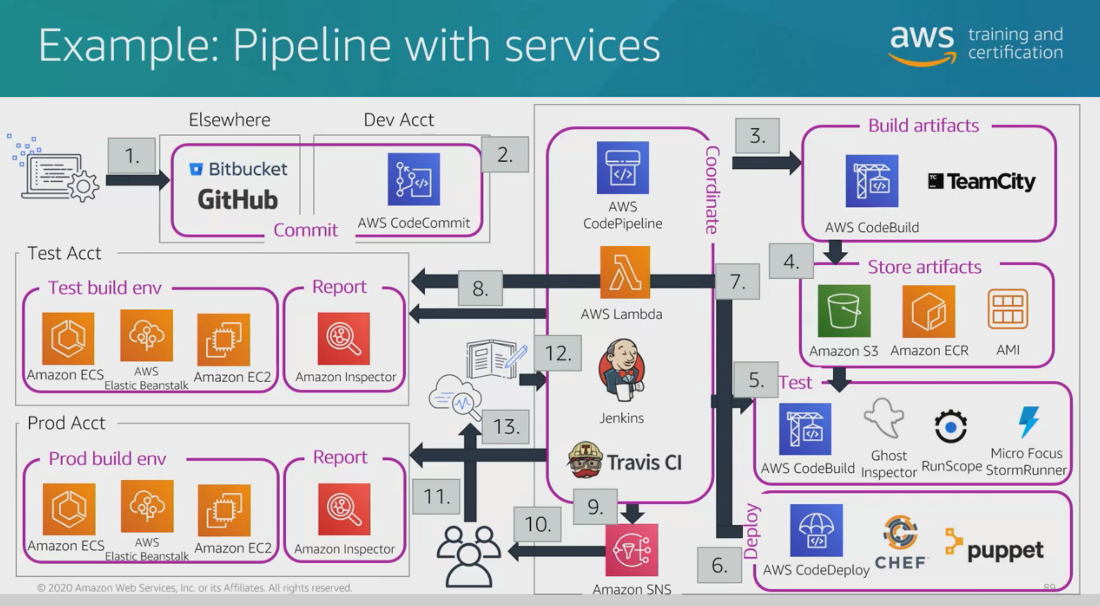 Example: Pipeline with services
aws
training and
certification
Elsewhere
Dev Acct
1.
2.
Bitbucket
GitHub
AWS CodeCommit
Commit
Coordinate
AWS
CodePipeline
AWS Lambda
Jenkins
Travis CI
3.
Build artifacts
AWS CodeBuild
TC
TeamCity
4.
Store artifacts
Amazon S3
Amazon ECR
AMI
5.
Test
AWS CodeBuild
Ghost
Inspector
RunScope
Micro Focus
StormRunner
6.
Deploy
AWS CodeDeploy
CHEF
puppet
7.
8.
Test Acct
Test build env
Amazon ECS
AWS
Elastic Beanstalk
Amazon EC2
Report
Amazon Inspector
9.
Amazon SNS
10.
11.
12.
13.
Prod Acct
Prod build env
Amazon ECS
AWS
Elastic Beanstalk
Amazon EC2
Report
Amazon Inspector
© 2020 Amazon Web Services, Inc. or its Affiliates. All rights reserved.